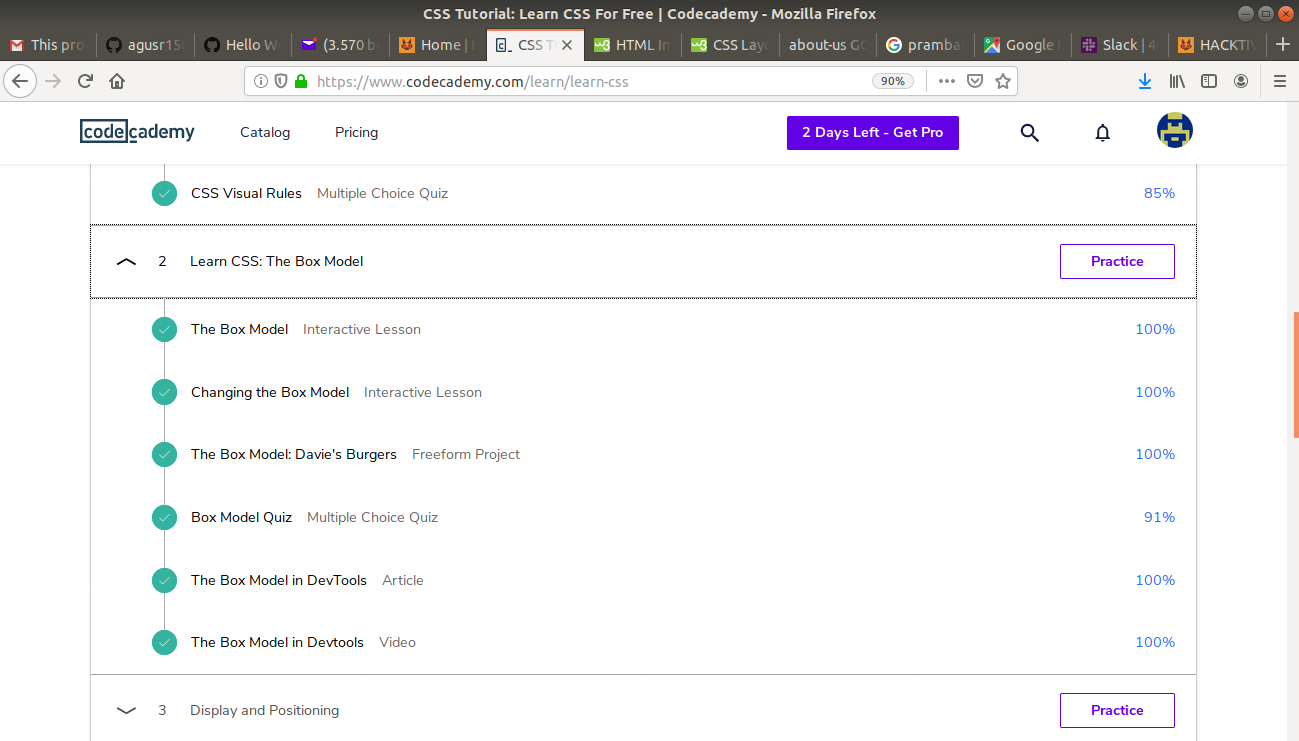 CSS Tutorial: Learn CSS For Free | Codecademy - Mozilla Firefox
This pro agusr15 Hello W (3.570 b Home | CSS T HTML Im CSS Layo about-us GO pramba Google Slack | 4 HACKTIV
https://www.codecademy.com/learn/learn-css 90%
codecademy Catalog Pricing 2 Days Left - Get Pro
CSS Visual Rules Multiple Choice Quiz 85%
2 Learn CSS: The Box Model Practice
The Box Model Interactive Lesson 100%
Changing the Box Model Interactive Lesson 100%
The Box Model: Davie's Burgers Freeform Project 100%
Box Model Quiz Multiple Choice Quiz 91%
The Box Model in DevTools Article 100%
The Box Model in Devtools Video 100%
3 Display and Positioning Practice